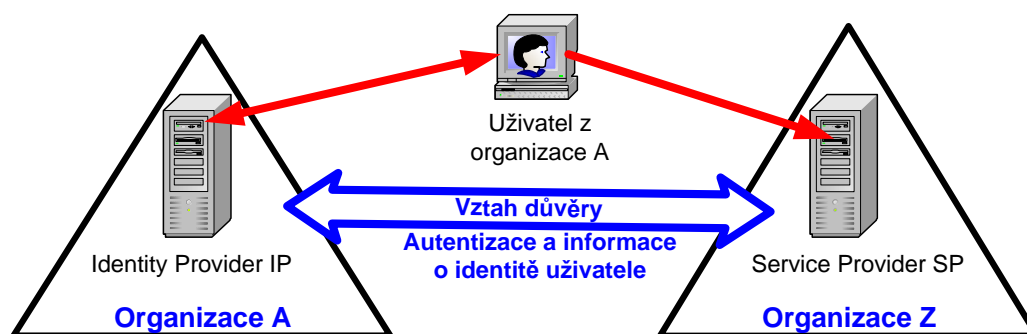 Uživatel z
organizace A
Vztah důvěry
Autentizace a informace
o identitě uživatele
Identity Provider IP
Service Provider SP
Organizace A
Organizace Z